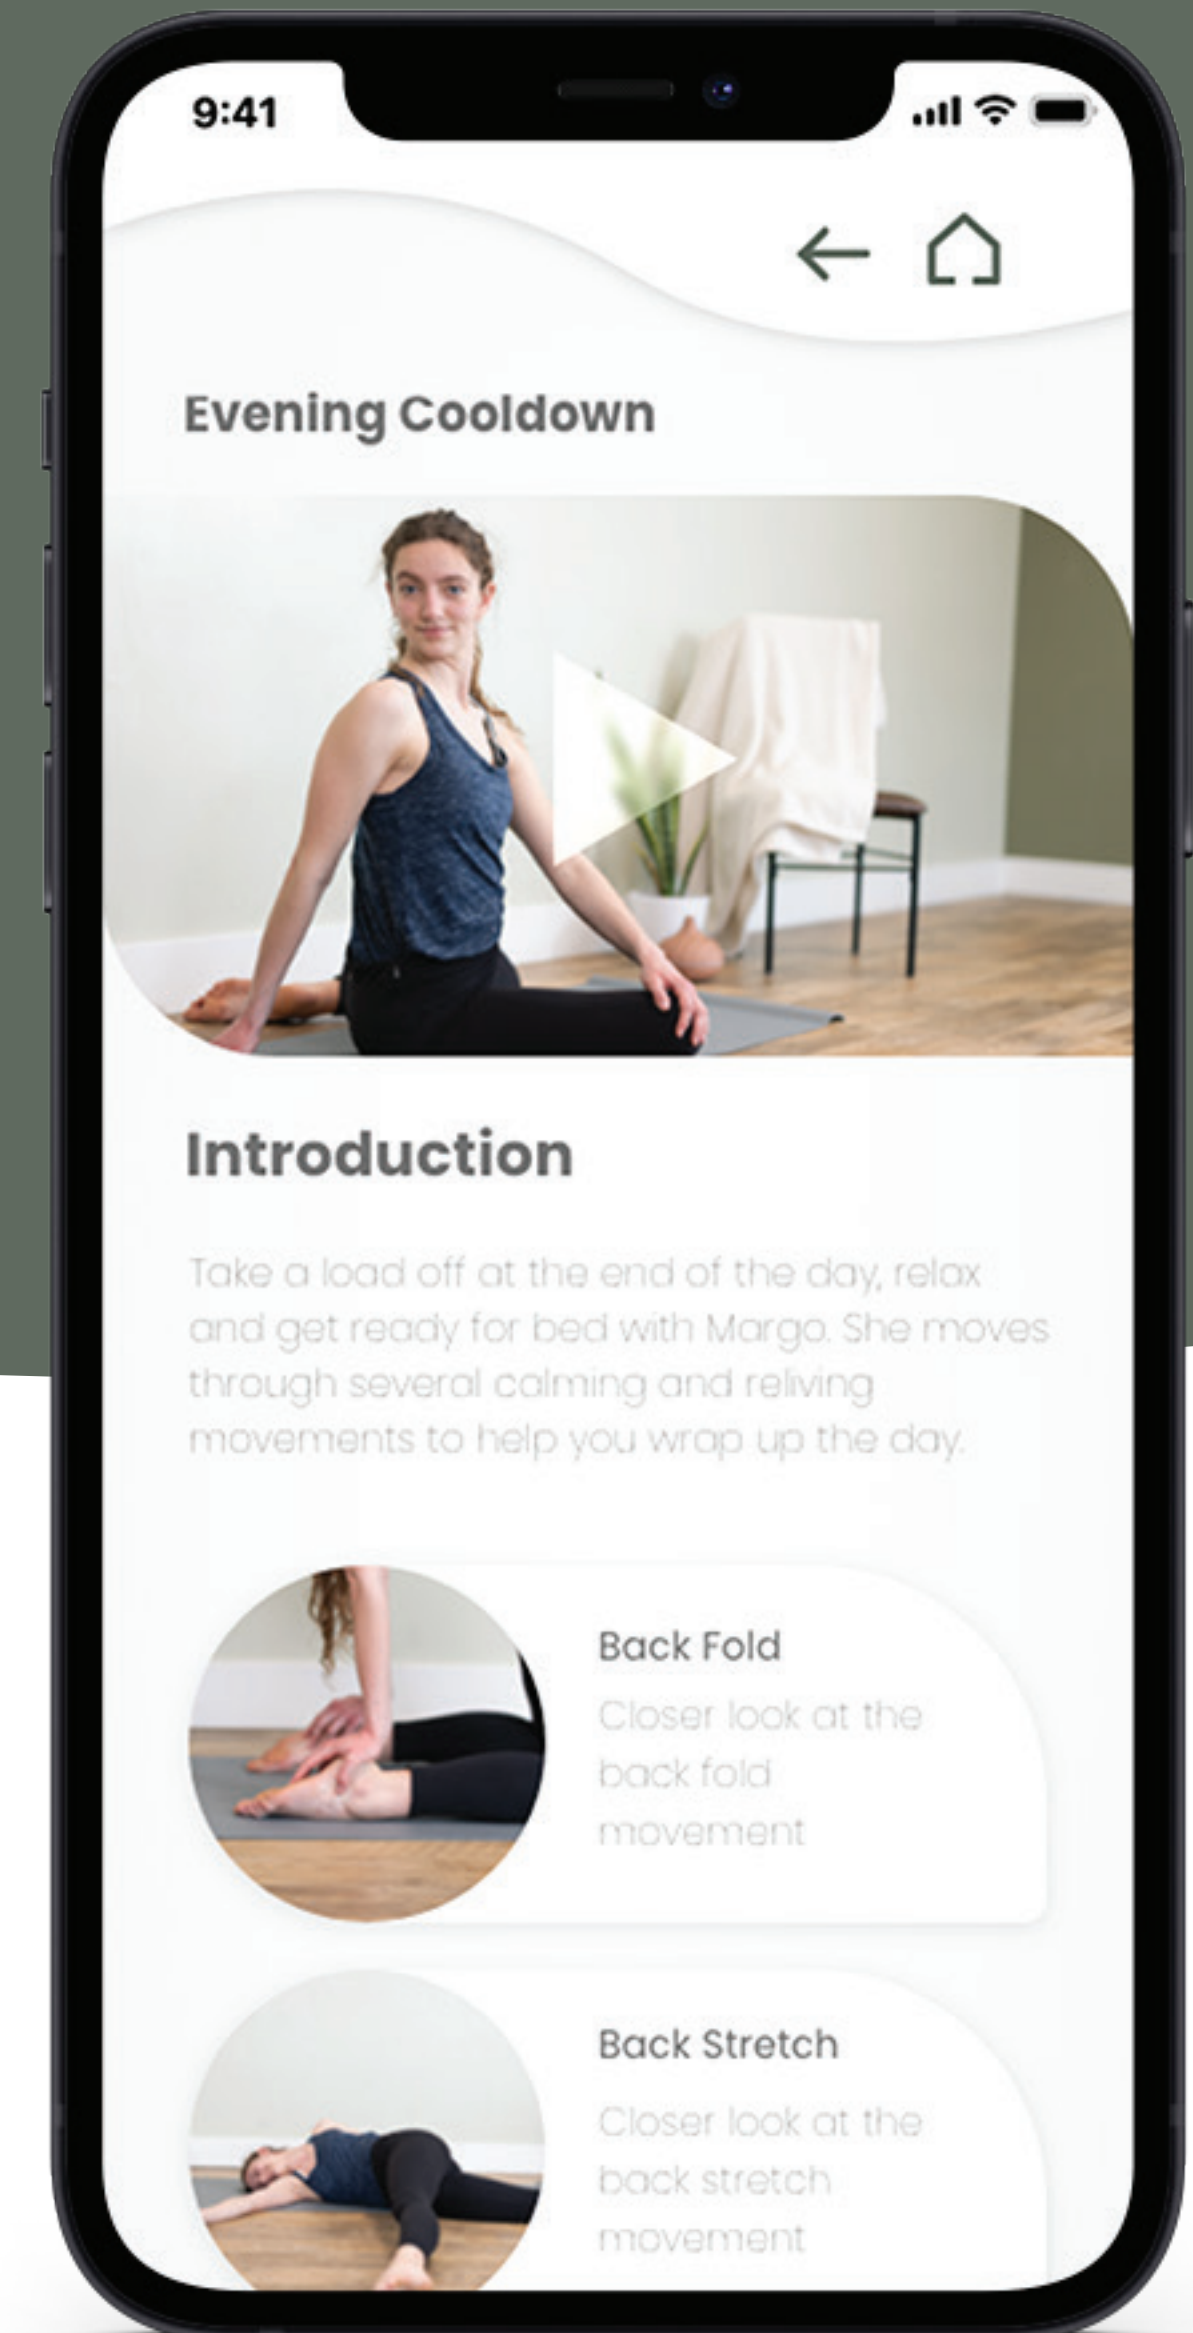 9:41
Evening Cooldown
Introduction
Take a load off at the end of the day, relax
and get ready for bed with Margo. She moves
through several calming and reliving
movements to help you wrap up the day.
Back Fold
Closer look at the
back fold
movement
Back Stretch
Closer look at the
back stretch
movement